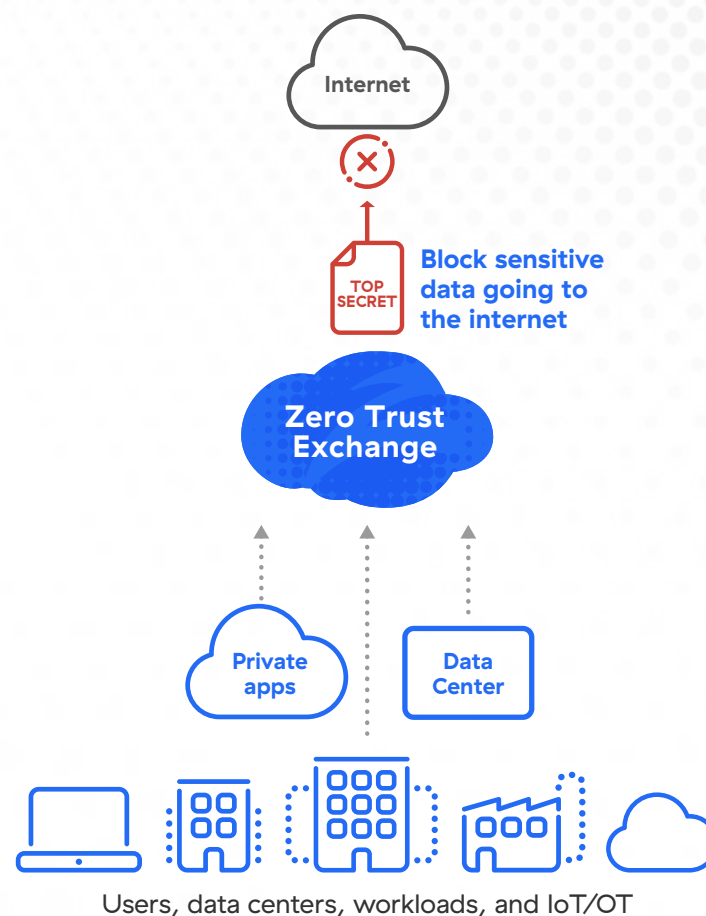 Internet
TOP
SECRET
Block sensitive
data going to
the internet
Zero Trust
Exchange
Private
apps
Data
Center
Users, data centers, workloads, and IoT/OT